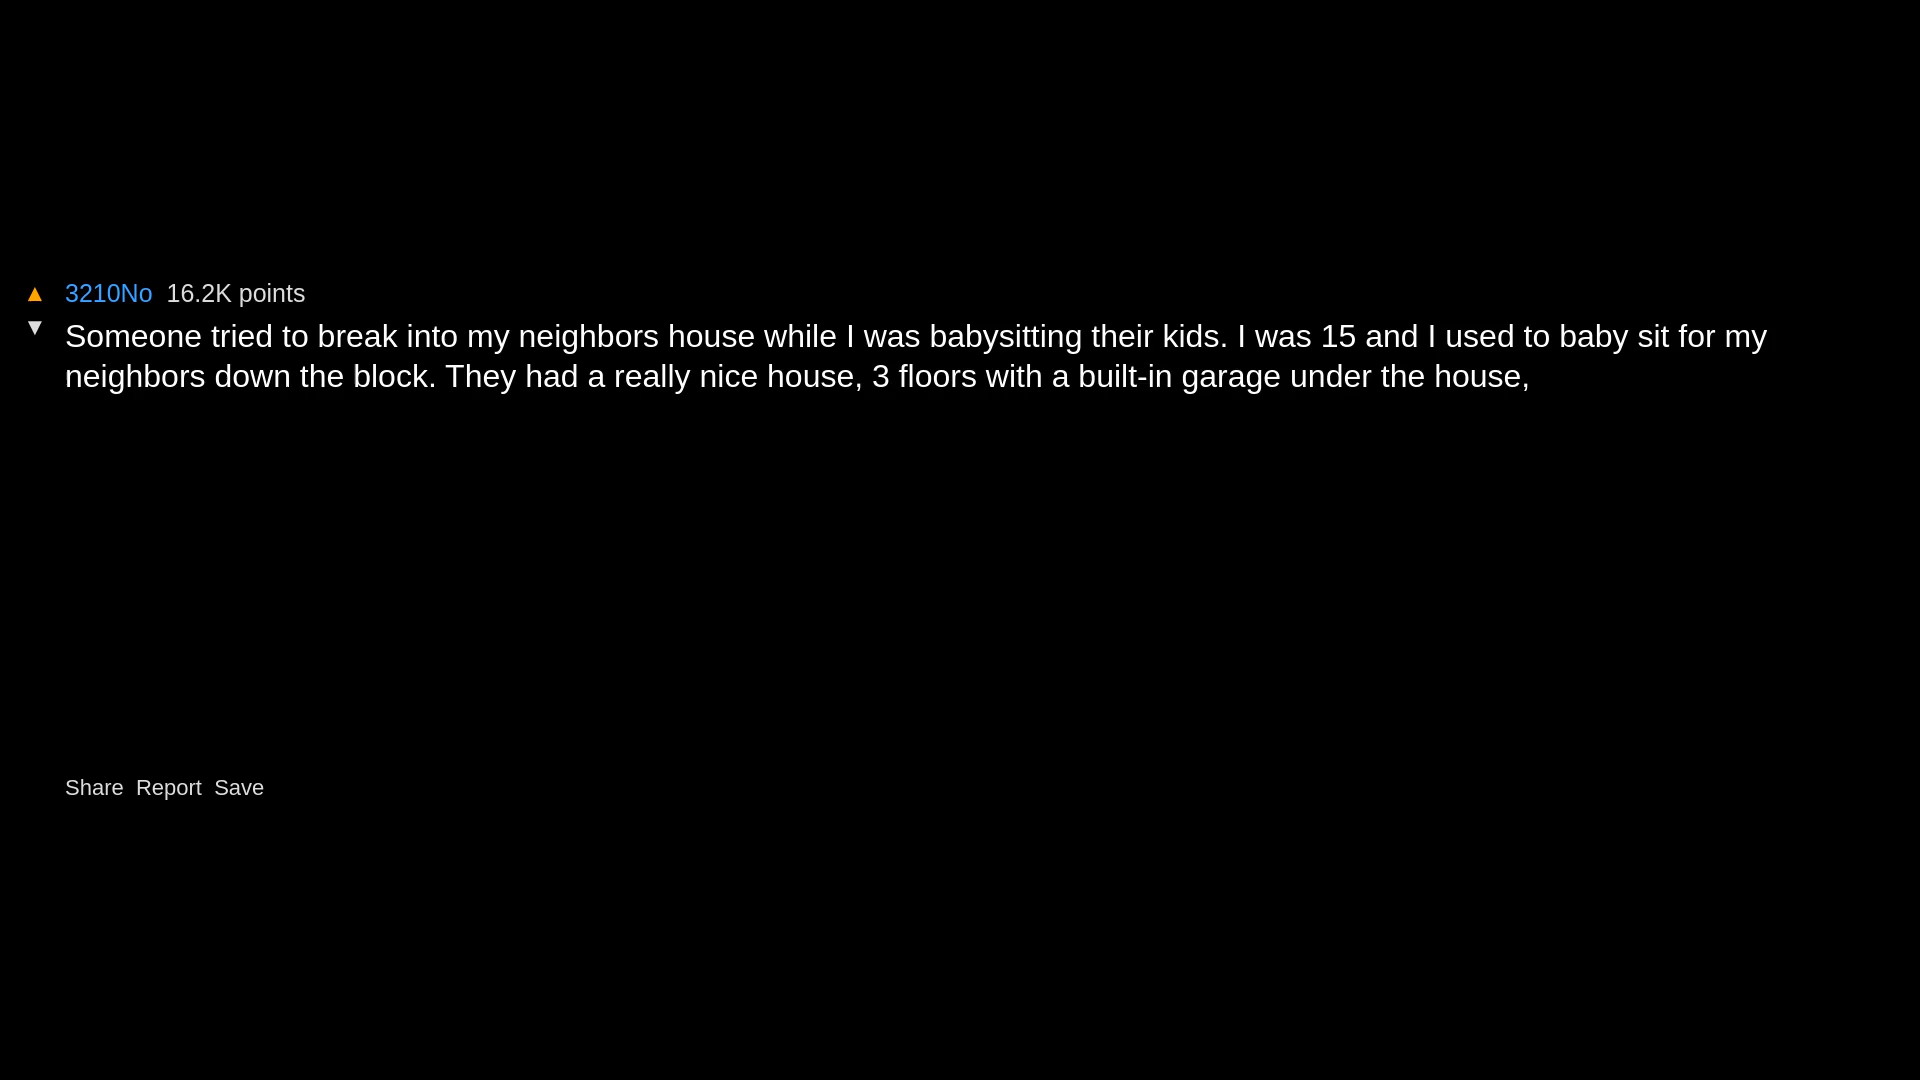 ▲ 3210No 16.2K points
▼ Someone tried to break into my neighbors house while I was babysitting their kids. I was 15 and I used to baby sit for my
neighbors down the block. They had a really nice house, 3 floors with a built-in garage under the house,
Share Report Save